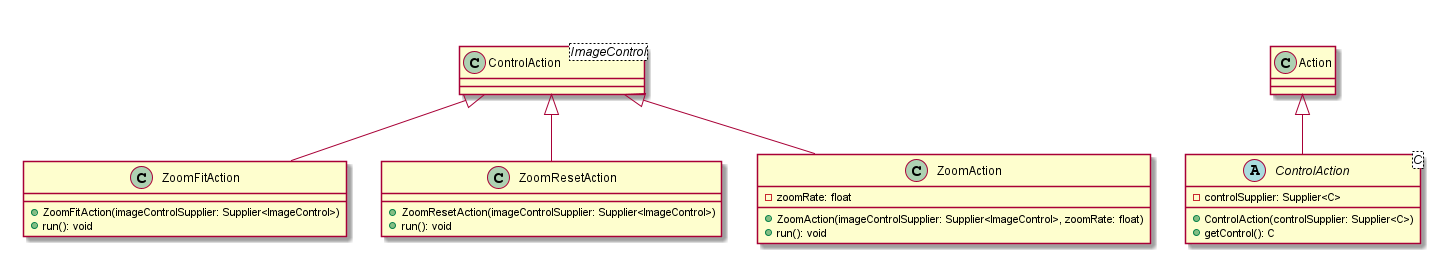 ImageControl
C ControlAction
C Action
C ZoomFitAction
ZoomFitAction(imageControlSupplier: Supplier<ImageControl>)
run(): void
C ZoomResetAction
ZoomResetAction(imageControlSupplier: Supplier<ImageControl>)
run(): void
C ZoomAction
zoomRate: float
ZoomAction(imageControlSupplier: Supplier<ImageControl>, zoomRate: float)
run(): void
C
A ControlAction
controlSupplier: Supplier<C>
ControlAction(controlSupplier: Supplier<C>)
getControl(): C